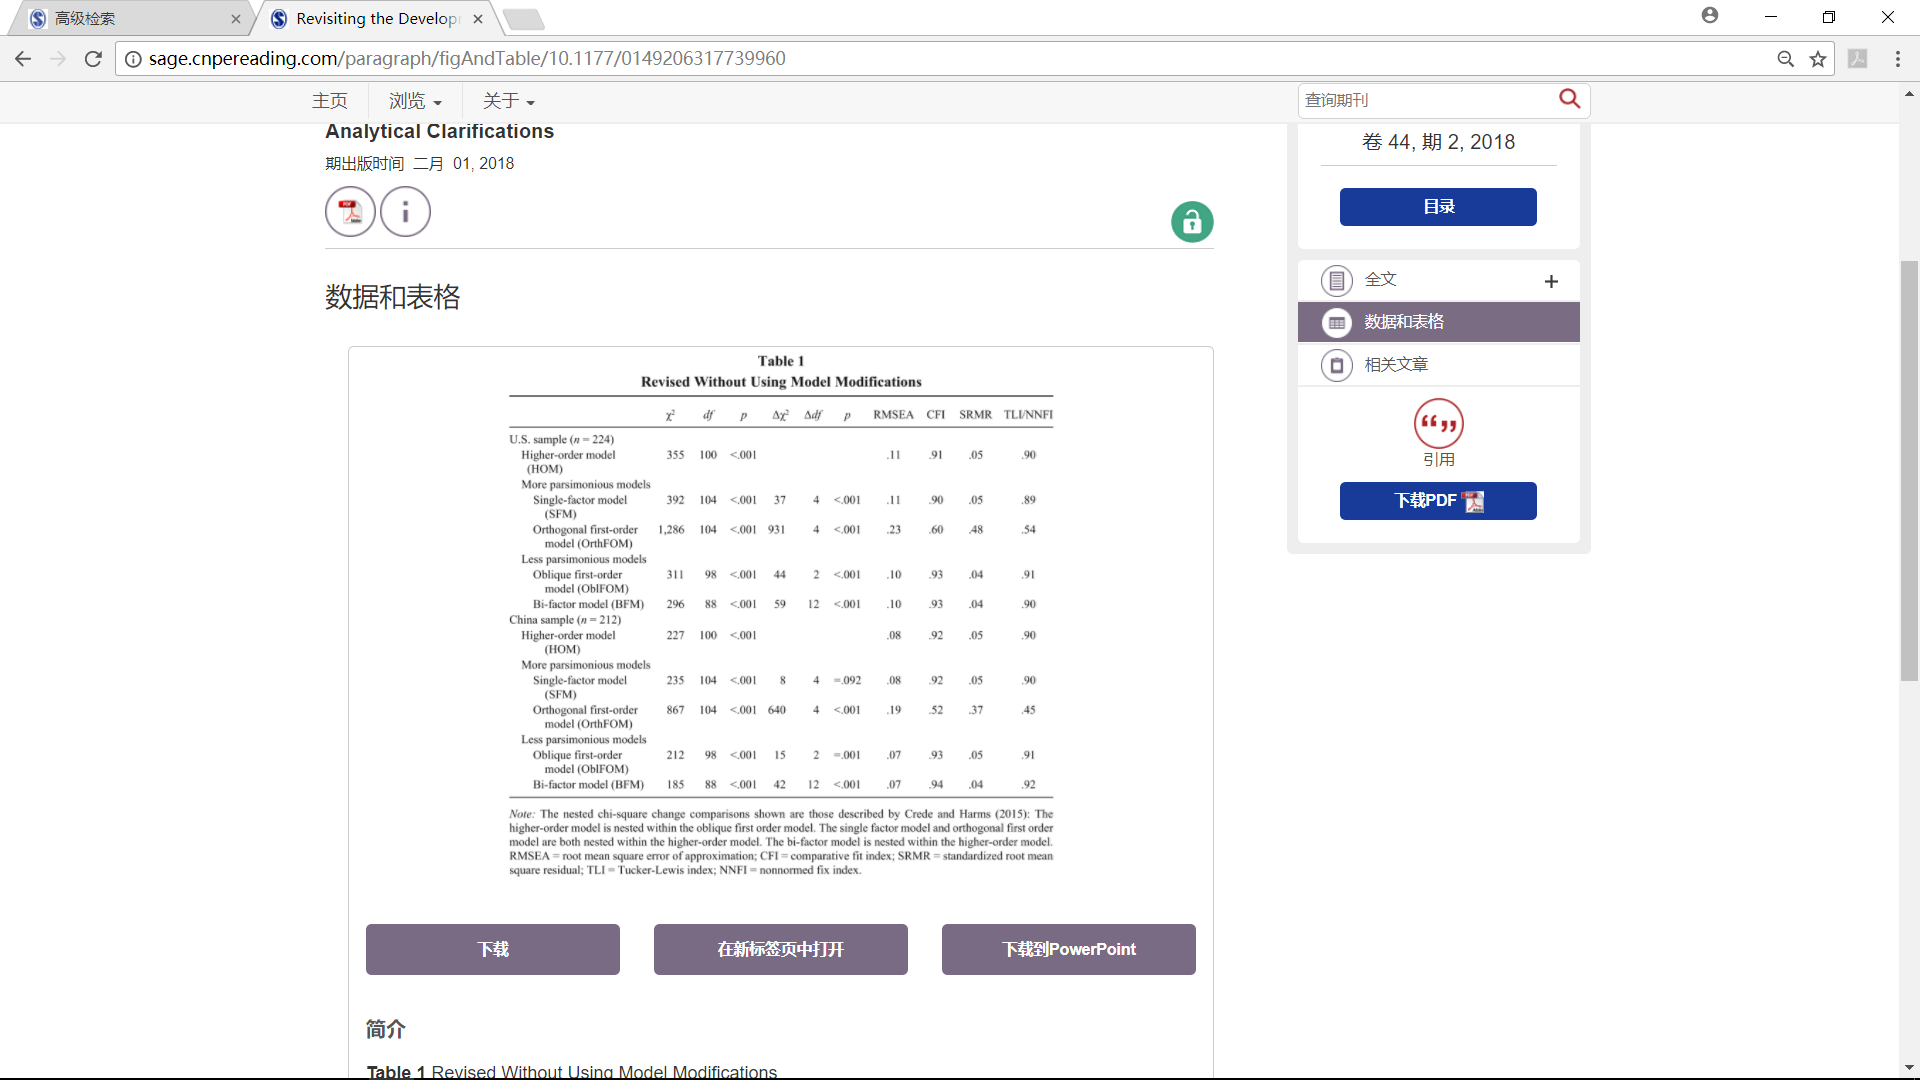 高级检索
Revisiting the Develop
sage.cnpereading.com/paragraph/figAndTable/10.1177/0149206317739960
主页 浏览 关于 查询期刊
Analytical Clarifications
期出版时间 二月 01, 2018
数据和表格
Table 1
Revised Without Using Model Modifications
χ² df p Δχ² Δdf p RMSEA CFI SRMR TLI/NNFI
U.S. sample (n = 224)
Higher-order model 355 100 <.001 .11 .91 .05 .90
(HOM)
More parsimonious models
Single-factor model 392 104 <.001 37 4 <.001 .11 .90 .05 .89
(SFM)
Orthogonal first-order 1,286 104 <.001 931 4 <.001 .23 .60 .48 .54
model (OrthFOM)
Less parsimonious models
Oblique first-order 311 98 <.001 44 2 <.001 .10 .93 .04 .91
model (OblFOM)
Bi-factor model (BFM) 296 88 <.001 59 12 <.001 .10 .93 .04 .90
China sample (n = 212)
Higher-order model 227 100 <.001 .08 .92 .05 .90
(HOM)
More parsimonious models
Single-factor model 235 104 <.001 8 4 =.092 .08 .92 .05 .90
(SFM)
Orthogonal first-order 867 104 <.001 640 4 <.001 .19 .52 .37 .45
model (OrthFOM)
Less parsimonious models
Oblique first-order 212 98 <.001 15 2 =.001 .07 .93 .05 .91
model (OblFOM)
Bi-factor model (BFM) 185 88 <.001 42 12 <.001 .07 .94 .04 .92
Note: The nested chi-square change comparisons shown are those described by Crede and Harms (2015): The
higher-order model is nested within the oblique first order model. The single factor model and orthogonal first order
model are both nested within the higher-order model. The bi-factor model is nested within the higher-order model.
RMSEA = root mean square error of approximation; CFI = comparative fit index; SRMR = standardized root mean
square residual; TLI = Tucker-Lewis index; NNFI = nonnormed fix index.
下载
在新标签页中打开
下载到PowerPoint
简介
Table 1 Revised Without Using Model Modifications
卷 44, 期 2, 2018
目录
全文 +
数据和表格
相关文章
引用
下载PDF